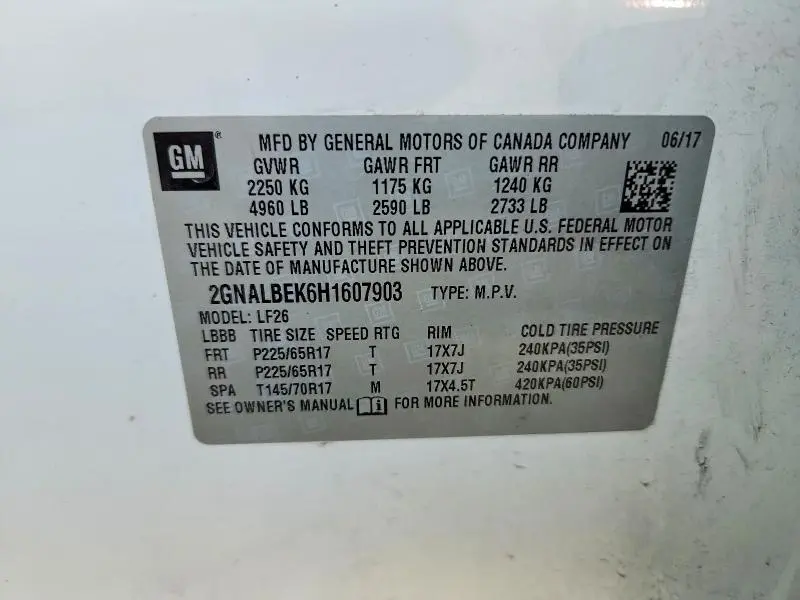 GM ® MFD BY GENERAL MOTORS OF CANADA COMPANY 06/17
GVWR GAWR FRT GAWR RR
2250 KG 1175 KG 1240 KG
4960 LB 2590 LB 2733 LB
THIS VEHICLE CONFORMS TO ALL APPLICABLE U.S. FEDERAL MOTOR
VEHICLE SAFETY AND THEFT PREVENTION STANDARDS IN EFFECT ON
THE DATE OF MANUFACTURE SHOWN ABOVE.
2GNALBEK6H1607903 TYPE: M.P.V.
MODEL: LF26
LBBB TIRE SIZE SPEED RTG RIM COLD TIRE PRESSURE
FRT P225/65R17 T 17X7J 240KPA(35PSI)
RR P225/65R17 T 17X7J 240KPA(35PSI)
SPA T145/70R17 M 17X4.5T 420KPA(60PSI)
SEE OWNER'S MANUAL FOR MORE INFORMATION.